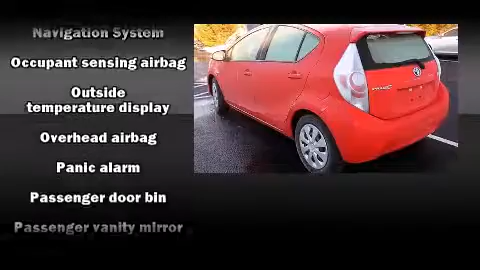 Navigation System
Occupant sensing airbag
Outside
temperature display
Overhead airbag
Panic alarm
Passenger door bin
Passenger vanity mirror